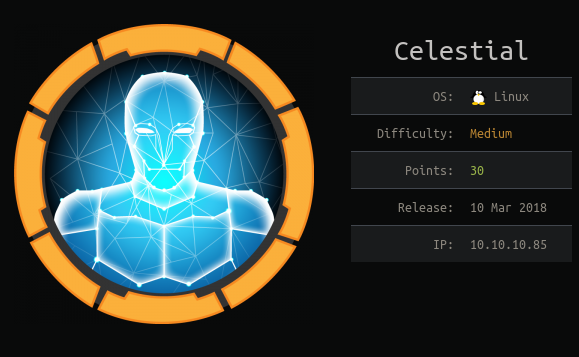 Celestial
OS: Linux
Difficulty: Medium
Points: 30
Release: 10 Mar 2018
IP: 10.10.10.85